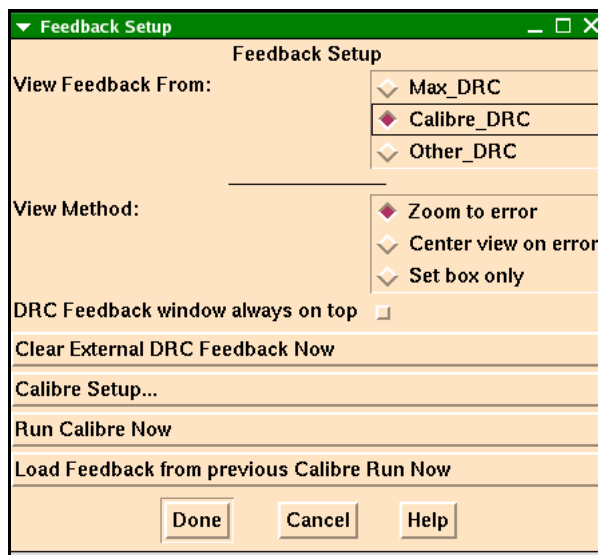 Feedback Setup
Feedback Setup
View Feedback From:
Max_DRC
Calibre_DRC
Other_DRC
View Method:
Zoom to error
Center view on error
Set box only
DRC Feedback window always on top
Clear External DRC Feedback Now
Calibre Setup...
Run Calibre Now
Load Feedback from previous Calibre Run Now
Done Cancel Help